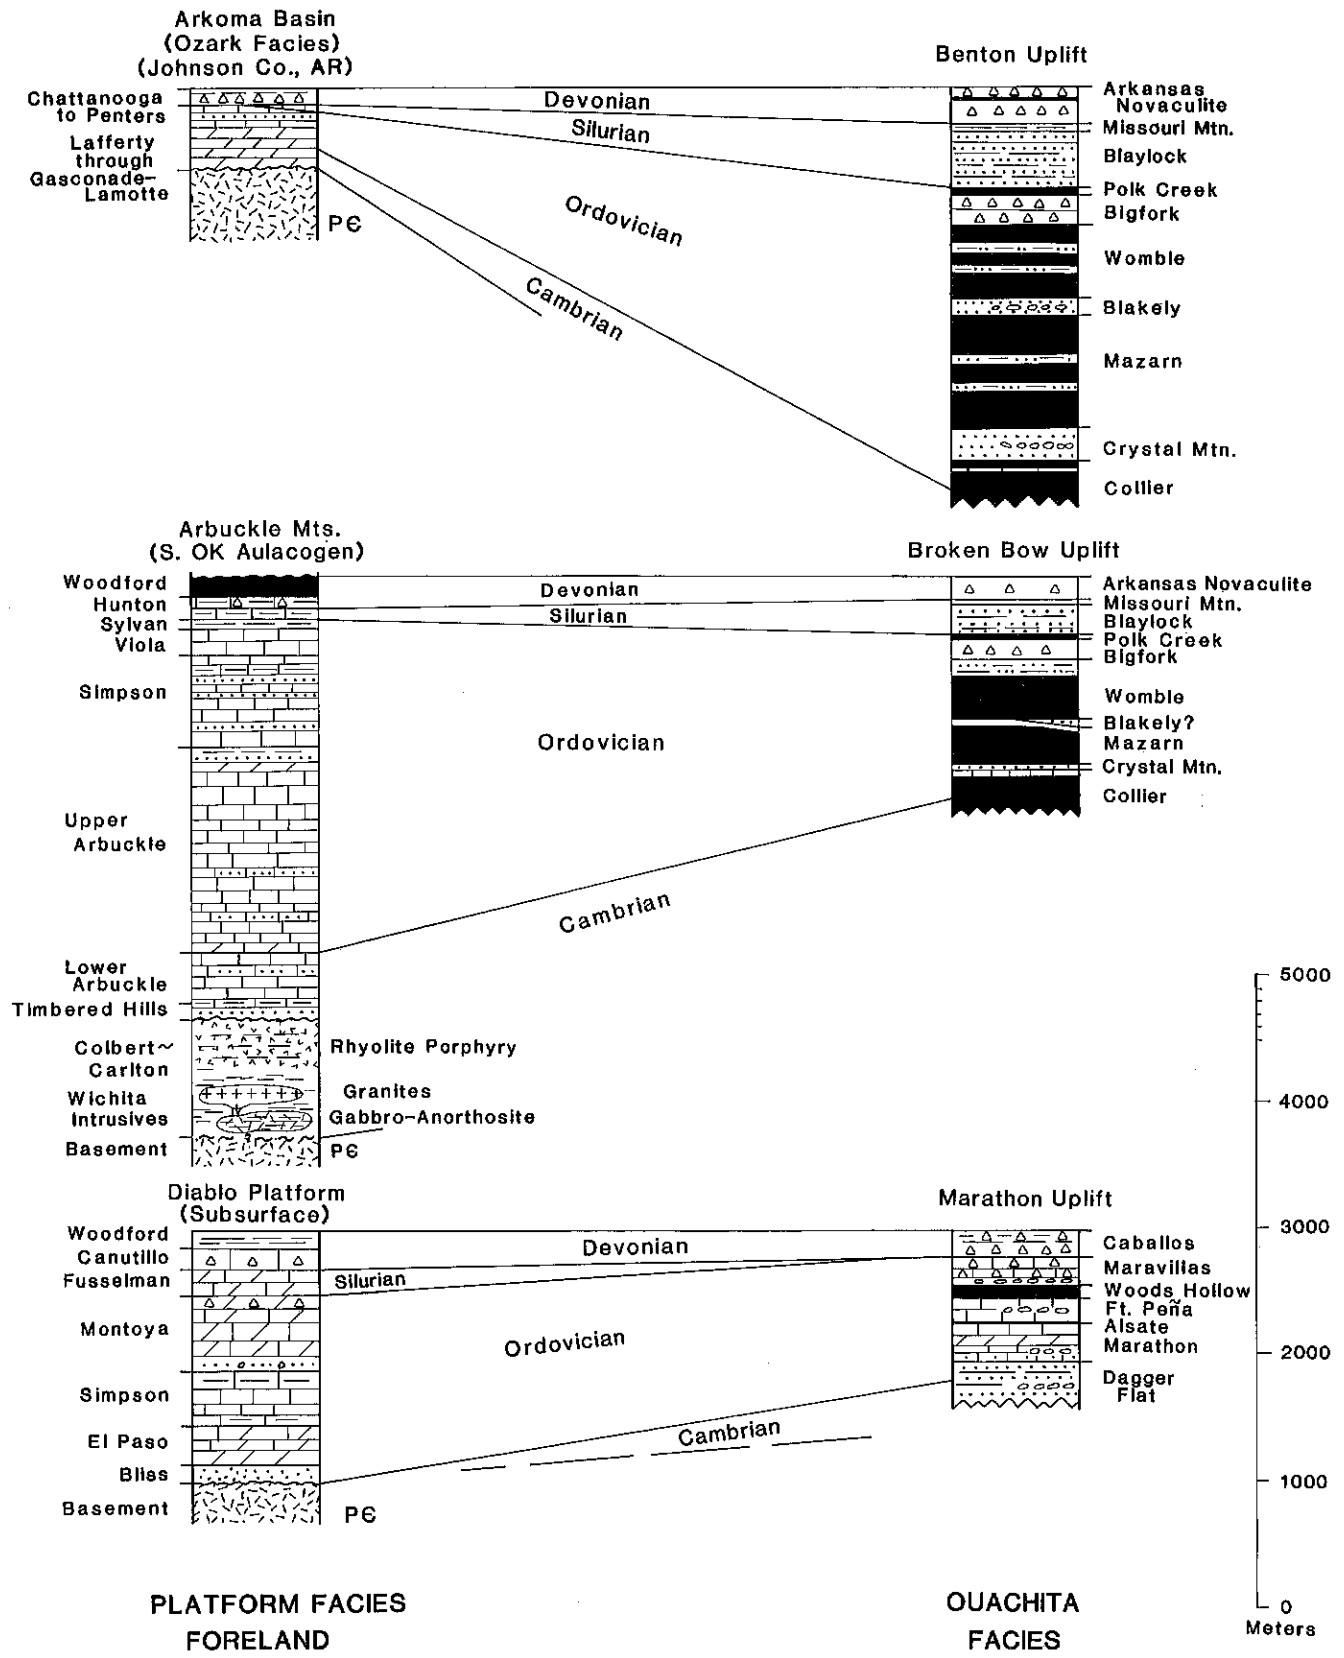 Arkoma Basin
(Ozark Facies)
(Johnson Co., AR)
Benton Uplift
Chattanooga
to Penters
Lafferty
through
Gasconade-
Lamotte
PЄ
Devonian
Silurian
Ordovician
Cambrian
Arkansas
Novaculite
Missouri Mtn.
Blaylock
Polk Creek
Bigfork
Womble
Blakely
Mazarn
Crystal Mtn.
Collier
Arbuckle Mts.
(S. OK Aulacogen)
Broken Bow Uplift
Woodford
Hunton
Sylvan
Viola
Simpson
Upper
Arbuckle
Lower
Arbuckle
Timbered Hills
Colbert~
Carlton
Wichita
Intrusives
Basement
Rhyolite Porphyry
Granites
Gabbro-Anorthosite
PЄ
Devonian
Silurian
Ordovician
Cambrian
Arkansas Novaculite
Missouri Mtn.
Blaylock
Polk Creek
Bigfork
Womble
Blakely?
Mazarn
Crystal Mtn.
Collier
Diablo Platform
(Subsurface)
Marathon Uplift
Woodford
Canutillo
Fusselman
Montoya
Simpson
El Paso
Bliss
Basement
PЄ
Devonian
Silurian
Ordovician
Cambrian
Caballos
Maravillas
Woods Hollow
Ft. Peña
Alsate
Marathon
Dagger
Flat
5000
4000
3000
2000
1000
0
Meters
PLATFORM FACIES
FORELAND
OUACHITA
FACIES